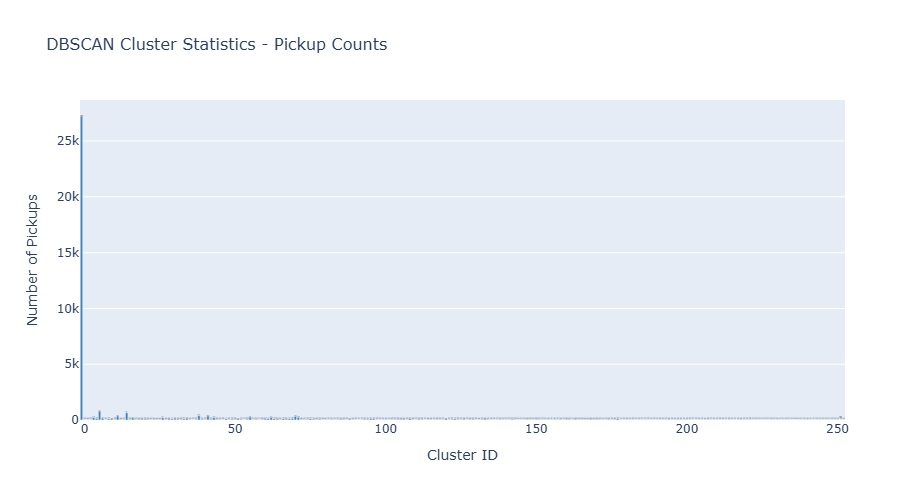 DBSCAN Cluster Statistics - Pickup Counts
25k
20k
15k
10k
5k
0
Number of Pickups
0 50 100 150 200 250
Cluster ID